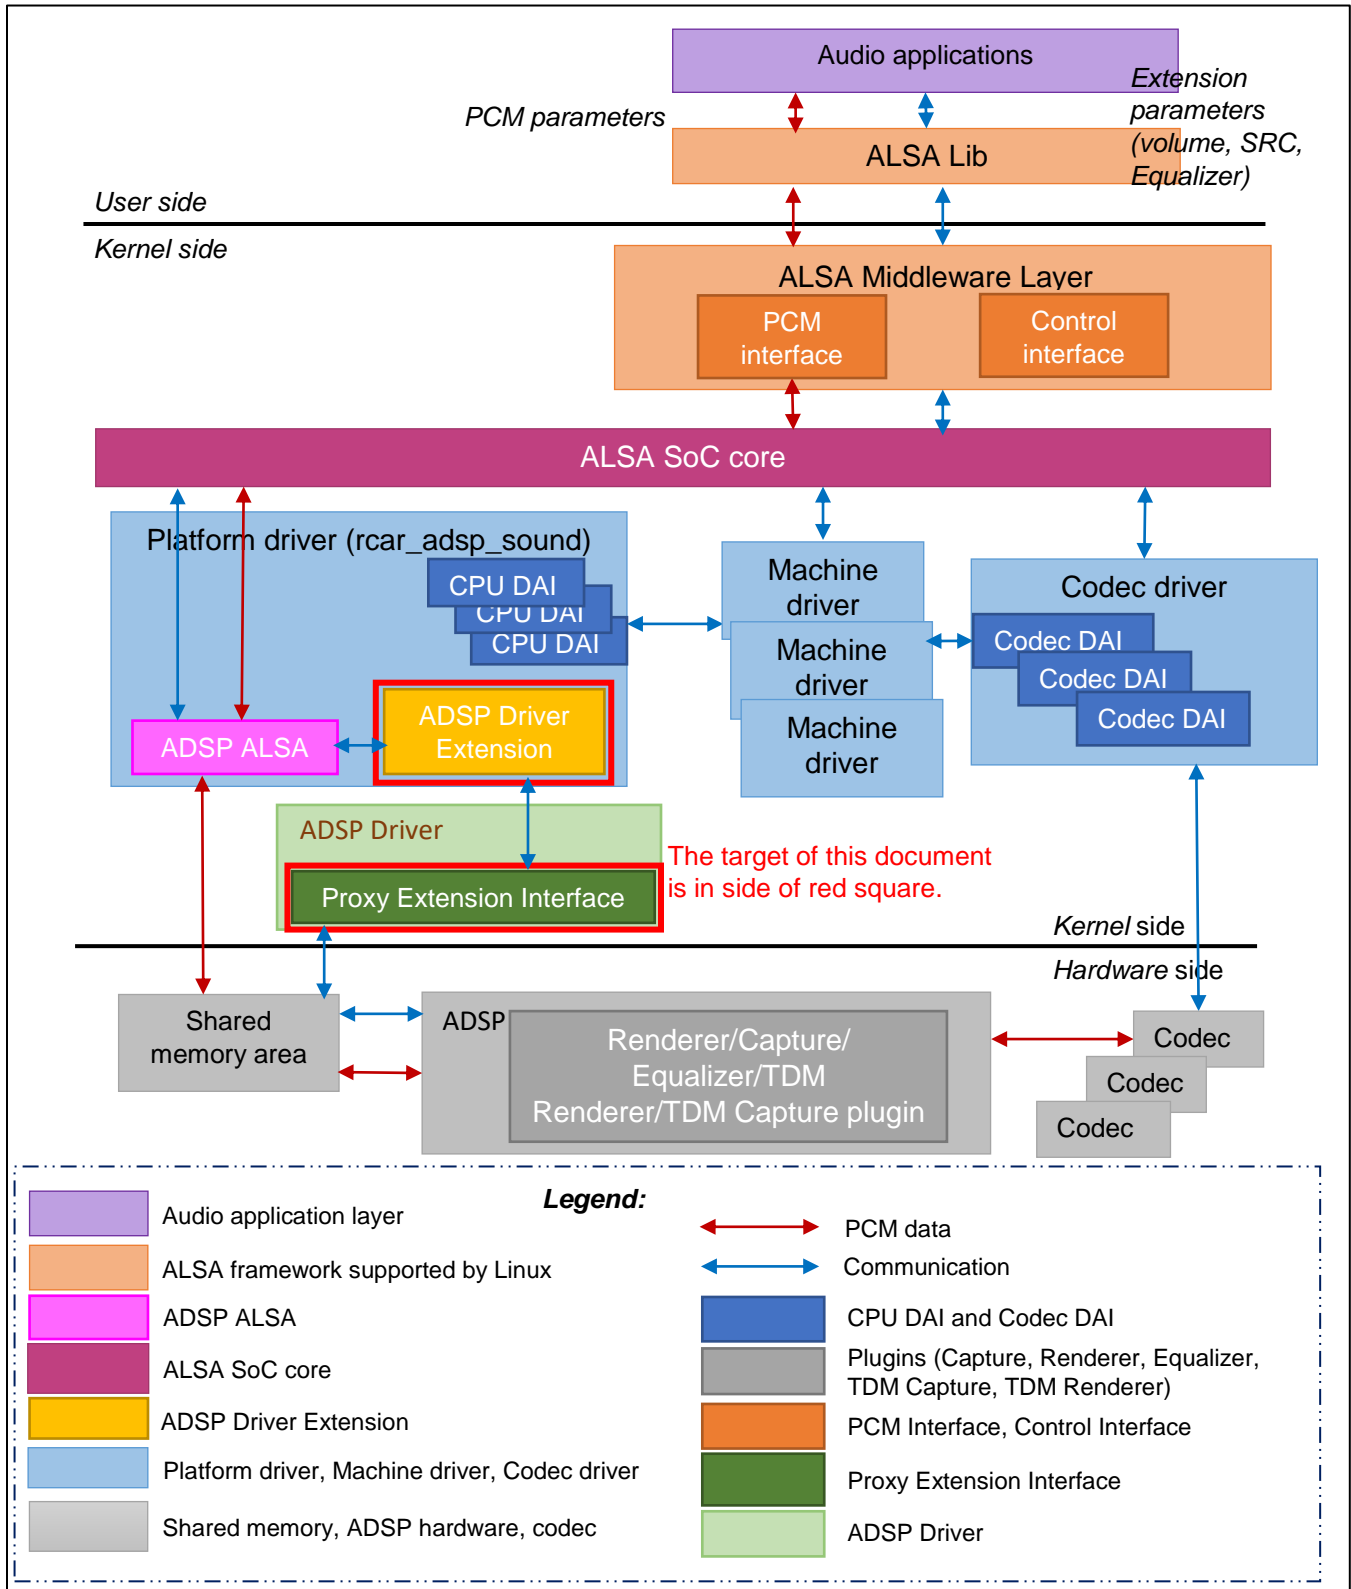 Audio applications
PCM parameters
Extension
parameters
(volume, SRC,
Equalizer)
ALSA Lib
User side
Kernel side
ALSA Middleware Layer
PCM
interface
Control
interface
ALSA SoC core
Platform driver (rcar_adsp_sound)
CPU DAI
CPU DAI
CPU DAI
Machine
driver
Machine
driver
Machine
driver
Codec driver
Codec DAI
Codec DAI
Codec DAI
ADSP ALSA
ADSP Driver
Extension
ADSP Driver
Proxy Extension Interface
The target of this document
is in side of red square.
Kernel side
Hardware side
Shared
memory area
ADSP
Renderer/Capture/
Equalizer/TDM
Renderer/TDM Capture plugin
Codec
Codec
Codec
Legend:
Audio application layer
ALSA framework supported by Linux
ADSP ALSA
ALSA SoC core
ADSP Driver Extension
Platform driver, Machine driver, Codec driver
Shared memory, ADSP hardware, codec
PCM data
Communication
CPU DAI and Codec DAI
Plugins (Capture, Renderer, Equalizer,
TDM Capture, TDM Renderer)
PCM Interface, Control Interface
Proxy Extension Interface
ADSP Driver